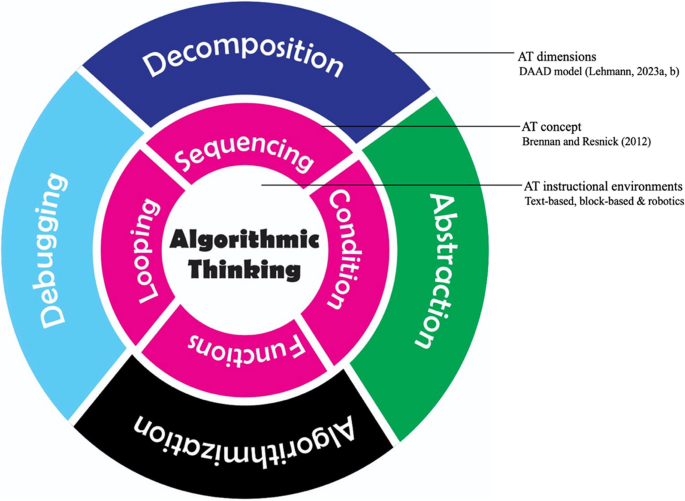 Decomposition
AT dimensions
DAAD model (Lehmann, 2023a, b)
Sequencing
AT concept
Brennan and Resnick (2012)
AT instructional environments
Text-based, block-based & robotics
Debugging
Looping
Algorithmic
Thinking
Condition
Abstraction
Functions
Algorithmization